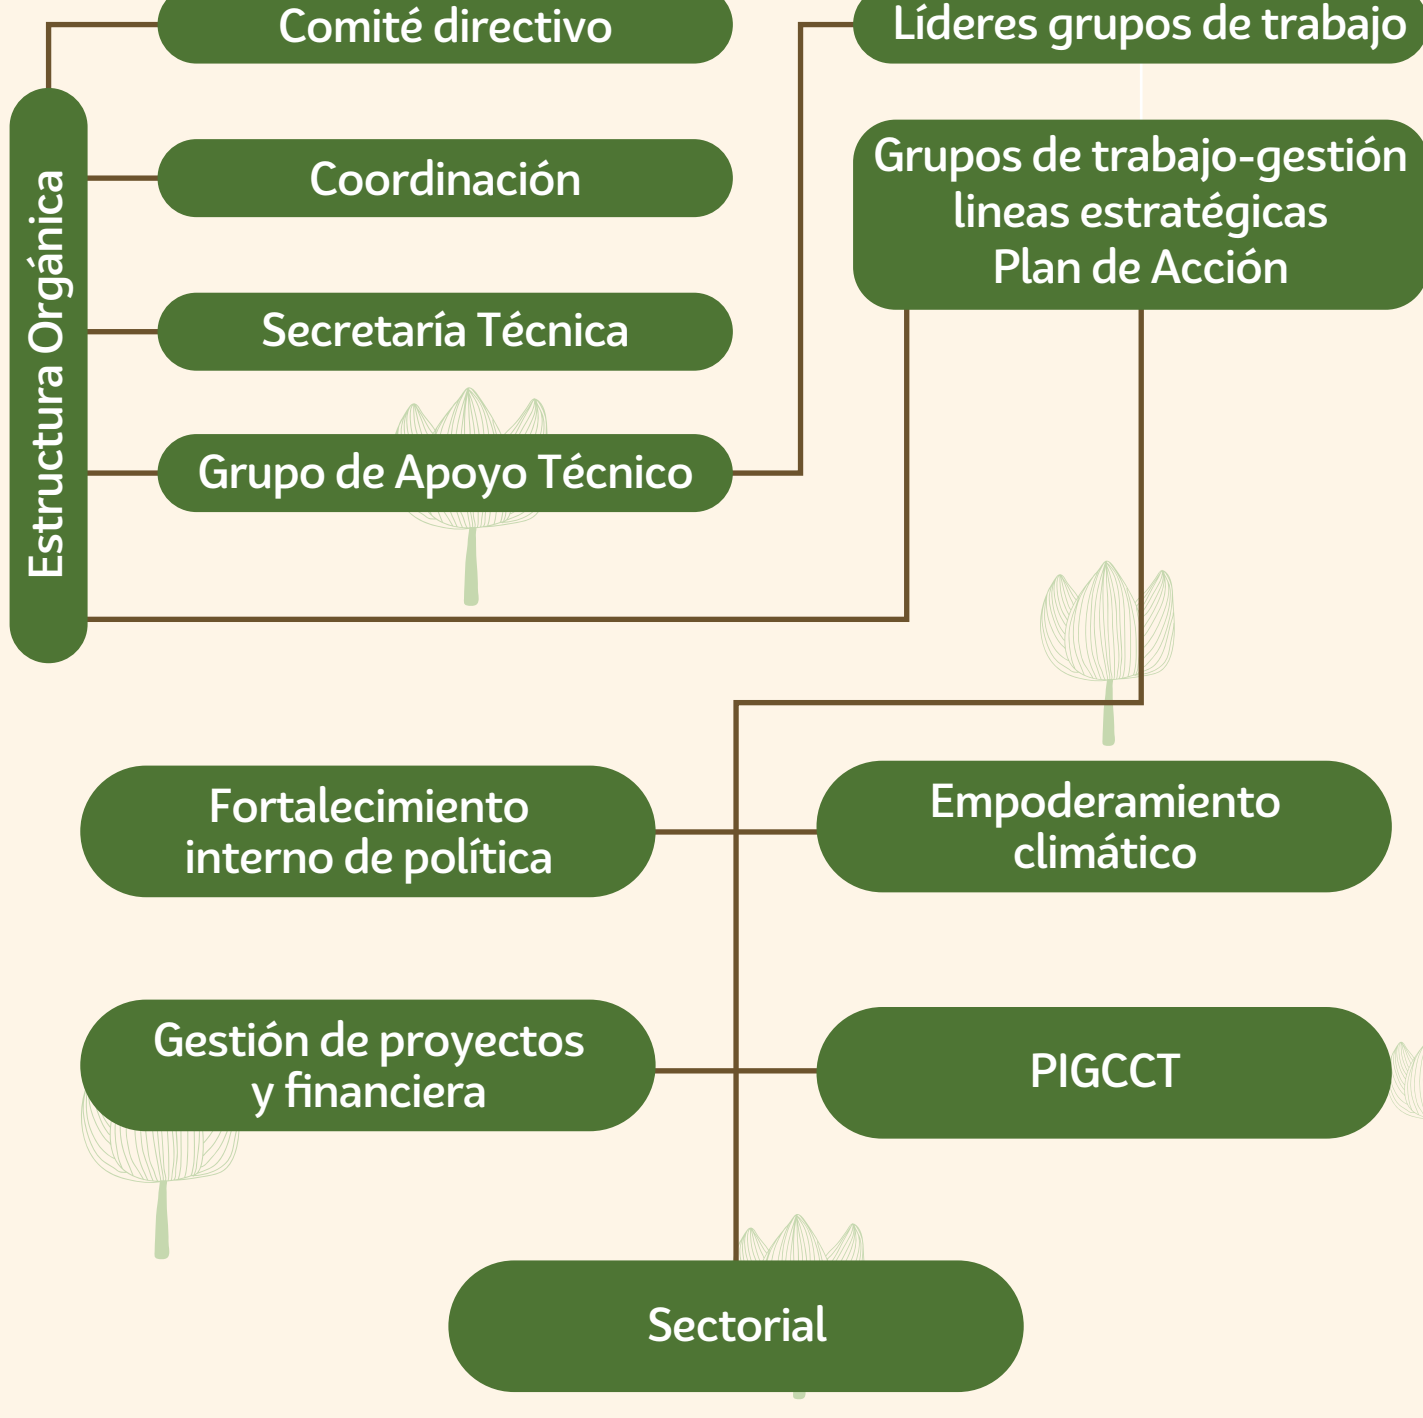 Comité directivo
Líderes grupos de trabajo
Estructura Orgánica
Coordinación
Grupos de trabajo-gestión
lineas estratégicas
Plan de Acción
Secretaría Técnica
Grupo de Apoyo Técnico
Fortalecimiento
interno de política
Empoderamiento
climático
Gestión de proyectos
y financiera
PIGCCT
Sectorial